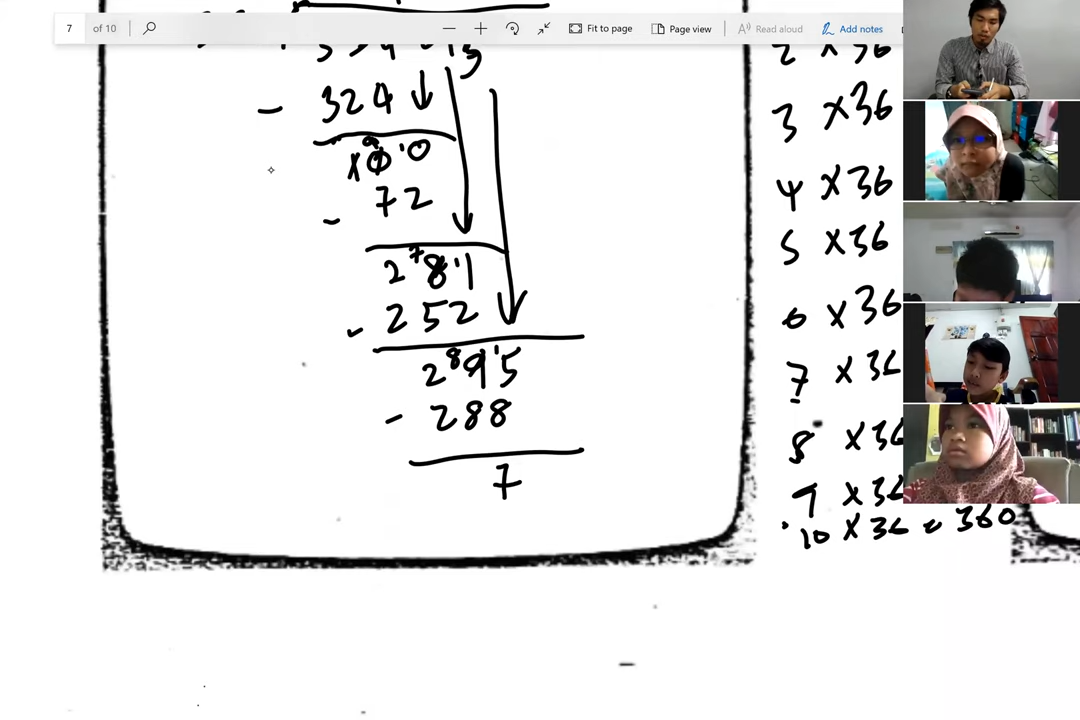 7 of 10 Fit to page Page view Read aloud Add notes
2 x 36
- 324
3 x 36
100
- 72
4 x 36
281
5 x 36
- 252
6 x 36
295
7 x 36
- 288
8 x 36
7
9 x 36
10 x 36 = 360